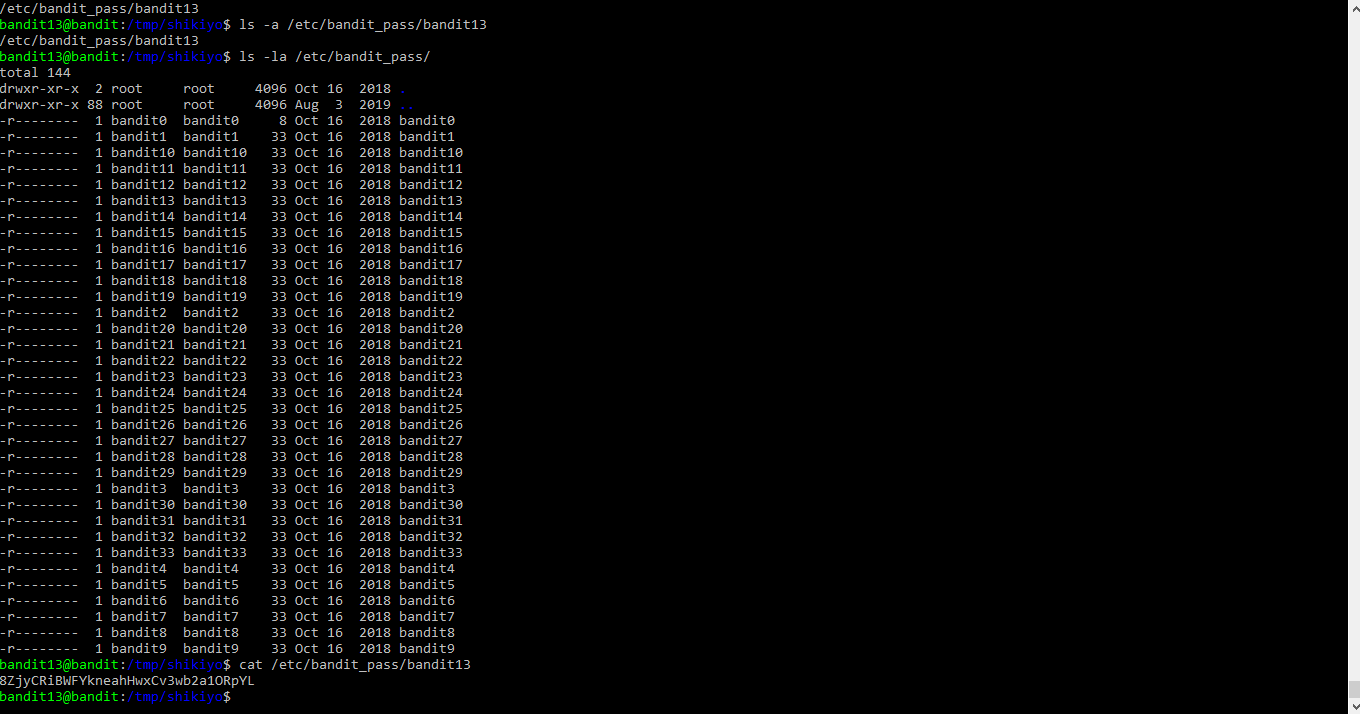 /etc/bandit_pass/bandit13
bandit13@bandit:/tmp/shikiyo$ ls -a /etc/bandit_pass/bandit13
/etc/bandit_pass/bandit13
bandit13@bandit:/tmp/shikiyo$ ls -la /etc/bandit_pass/
total 144
drwxr-xr-x  2 root     root     4096 Oct 16  2018 .
drwxr-xr-x 88 root     root     4096 Aug  3  2019 ..
-r--------  1 bandit0  bandit0     8 Oct 16  2018 bandit0
-r--------  1 bandit1  bandit1    33 Oct 16  2018 bandit1
-r--------  1 bandit10 bandit10   33 Oct 16  2018 bandit10
-r--------  1 bandit11 bandit11   33 Oct 16  2018 bandit11
-r--------  1 bandit12 bandit12   33 Oct 16  2018 bandit12
-r--------  1 bandit13 bandit13   33 Oct 16  2018 bandit13
-r--------  1 bandit14 bandit14   33 Oct 16  2018 bandit14
-r--------  1 bandit15 bandit15   33 Oct 16  2018 bandit15
-r--------  1 bandit16 bandit16   33 Oct 16  2018 bandit16
-r--------  1 bandit17 bandit17   33 Oct 16  2018 bandit17
-r--------  1 bandit18 bandit18   33 Oct 16  2018 bandit18
-r--------  1 bandit19 bandit19   33 Oct 16  2018 bandit19
-r--------  1 bandit2  bandit2    33 Oct 16  2018 bandit2
-r--------  1 bandit20 bandit20   33 Oct 16  2018 bandit20
-r--------  1 bandit21 bandit21   33 Oct 16  2018 bandit21
-r--------  1 bandit22 bandit22   33 Oct 16  2018 bandit22
-r--------  1 bandit23 bandit23   33 Oct 16  2018 bandit23
-r--------  1 bandit24 bandit24   33 Oct 16  2018 bandit24
-r--------  1 bandit25 bandit25   33 Oct 16  2018 bandit25
-r--------  1 bandit26 bandit26   33 Oct 16  2018 bandit26
-r--------  1 bandit27 bandit27   33 Oct 16  2018 bandit27
-r--------  1 bandit28 bandit28   33 Oct 16  2018 bandit28
-r--------  1 bandit29 bandit29   33 Oct 16  2018 bandit29
-r--------  1 bandit3  bandit3    33 Oct 16  2018 bandit3
-r--------  1 bandit30 bandit30   33 Oct 16  2018 bandit30
-r--------  1 bandit31 bandit31   33 Oct 16  2018 bandit31
-r--------  1 bandit32 bandit32   33 Oct 16  2018 bandit32
-r--------  1 bandit33 bandit33   33 Oct 16  2018 bandit33
-r--------  1 bandit4  bandit4    33 Oct 16  2018 bandit4
-r--------  1 bandit5  bandit5    33 Oct 16  2018 bandit5
-r--------  1 bandit6  bandit6    33 Oct 16  2018 bandit6
-r--------  1 bandit7  bandit7    33 Oct 16  2018 bandit7
-r--------  1 bandit8  bandit8    33 Oct 16  2018 bandit8
-r--------  1 bandit9  bandit9    33 Oct 16  2018 bandit9
bandit13@bandit:/tmp/shikiyo$ cat /etc/bandit_pass/bandit13
8ZjyCRiBWFYkneahHwxCv3wb2a1ORpYL
bandit13@bandit:/tmp/shikiyo$